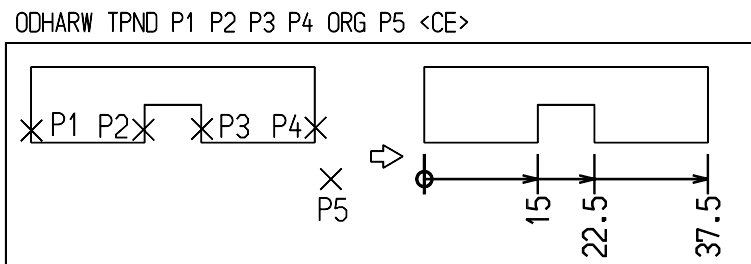 ODHARW TPND P1 P2 P3 P4 ORG P5 <CE>
P1 P2 P3 P4
P5
15
22.5
37.5